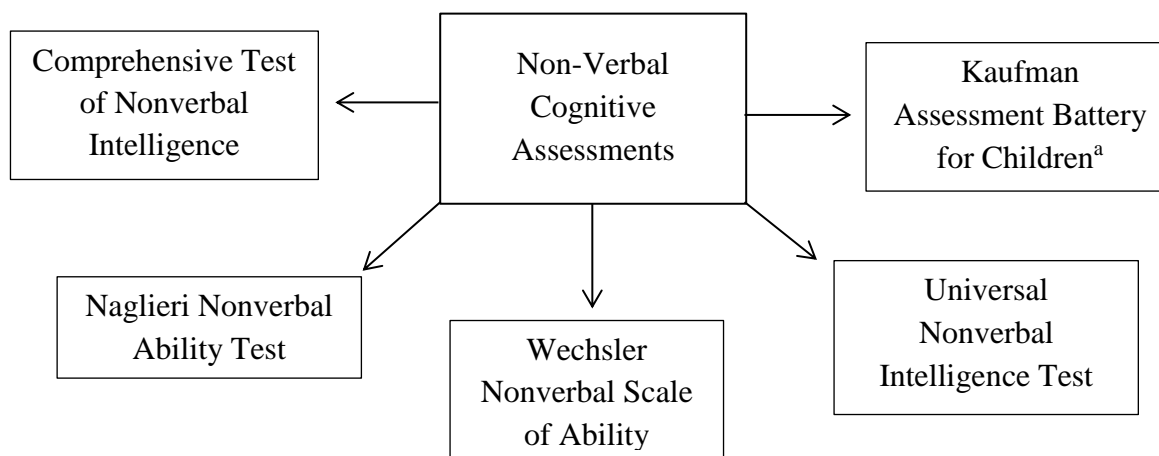 Comprehensive Test
of Nonverbal
Intelligence
Non-Verbal
Cognitive
Assessments
Kaufman
Assessment Battery
for Childrenᵃ
Naglieri Nonverbal
Ability Test
Wechsler
Nonverbal Scale
of Ability
Universal
Nonverbal
Intelligence Test